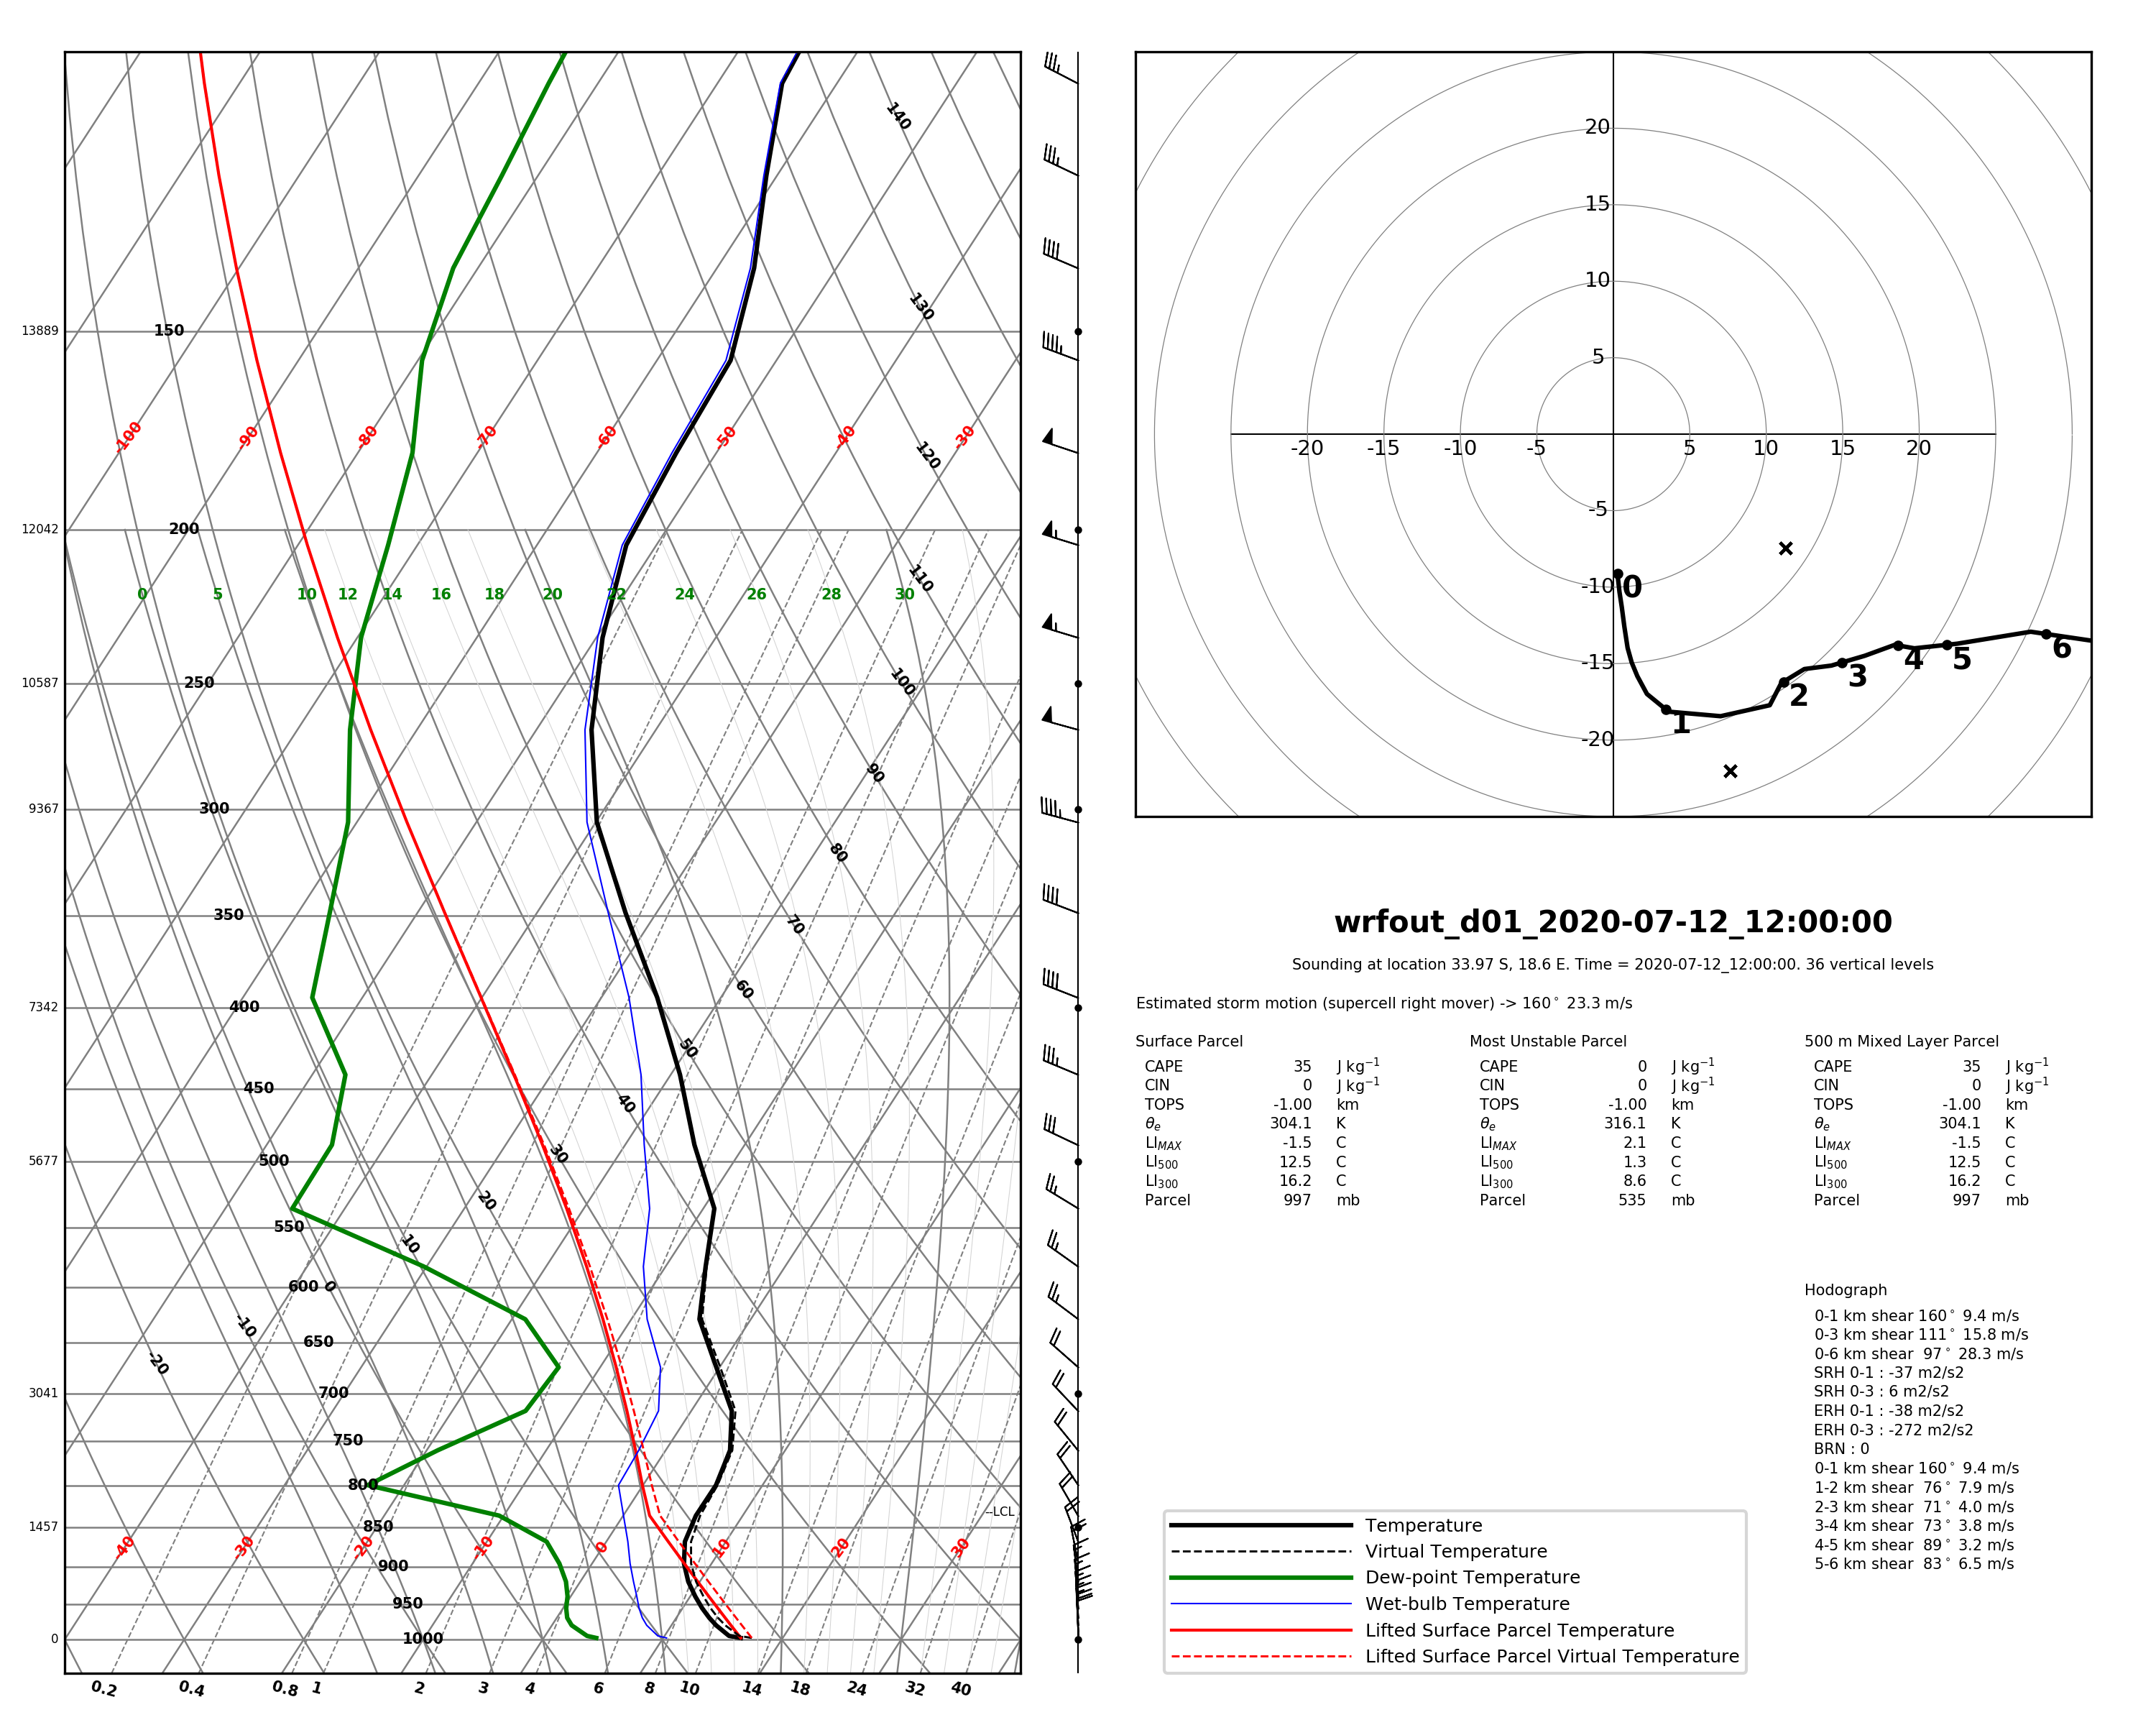 140
20
15
130
10
13889 150
5
-100 -90 -80 -70 -60 -50 -40 -30
-20 -15 -10 -5 5 10 15 20
120
-5
12042 200
110
0 5 10 12 14 16 18 20 22 24 26 28 30
-10 0
-15
10587 250
100
1 2 3 4 5 6
-20
90
9367 300
80
350
70
wrfout_d01_2020-07-12_12:00:00
Sounding at location 33.97 S, 18.6 E. Time = 2020-07-12_12:00:00. 36 vertical levels
60
7342 400
Estimated storm motion (supercell right mover) -> 160° 23.3 m/s
50
Surface Parcel
CAPE 35 J kg−1
CIN 0 J kg−1
TOPS -1.00 km
θe 304.1 K
LIMAX -1.5 C
LI500 12.5 C
LI300 16.2 C
Parcel 997 mb
Most Unstable Parcel
CAPE 0 J kg−1
CIN 0 J kg−1
TOPS -1.00 km
θe 316.1 K
LIMAX 2.1 C
LI500 1.3 C
LI300 8.6 C
Parcel 535 mb
500 m Mixed Layer Parcel
CAPE 35 J kg−1
CIN 0 J kg−1
TOPS -1.00 km
θe 304.1 K
LIMAX -1.5 C
LI500 12.5 C
LI300 16.2 C
Parcel 997 mb
450
40
30
5677 500
20
550
10
600 0
-10
650
-20
3041 700
750
800
--LCL
1457 850
-40 -30 -20 -10 0 10 20 30
900
950
0 1000
0.2 0.4 0.8 1 2 3 4 6 8 10 14 18 24 32 40
Hodograph
0-1 km shear 160° 9.4 m/s
0-3 km shear 111° 15.8 m/s
0-6 km shear 97° 28.3 m/s
SRH 0-1 : -37 m2/s2
SRH 0-3 : 6 m2/s2
ERH 0-1 : -38 m2/s2
ERH 0-3 : -272 m2/s2
BRN : 0
0-1 km shear 160° 9.4 m/s
1-2 km shear 76° 7.9 m/s
2-3 km shear 71° 4.0 m/s
3-4 km shear 73° 3.8 m/s
4-5 km shear 89° 3.2 m/s
5-6 km shear 83° 6.5 m/s
Temperature
Virtual Temperature
Dew-point Temperature
Wet-bulb Temperature
Lifted Surface Parcel Temperature
Lifted Surface Parcel Virtual Temperature